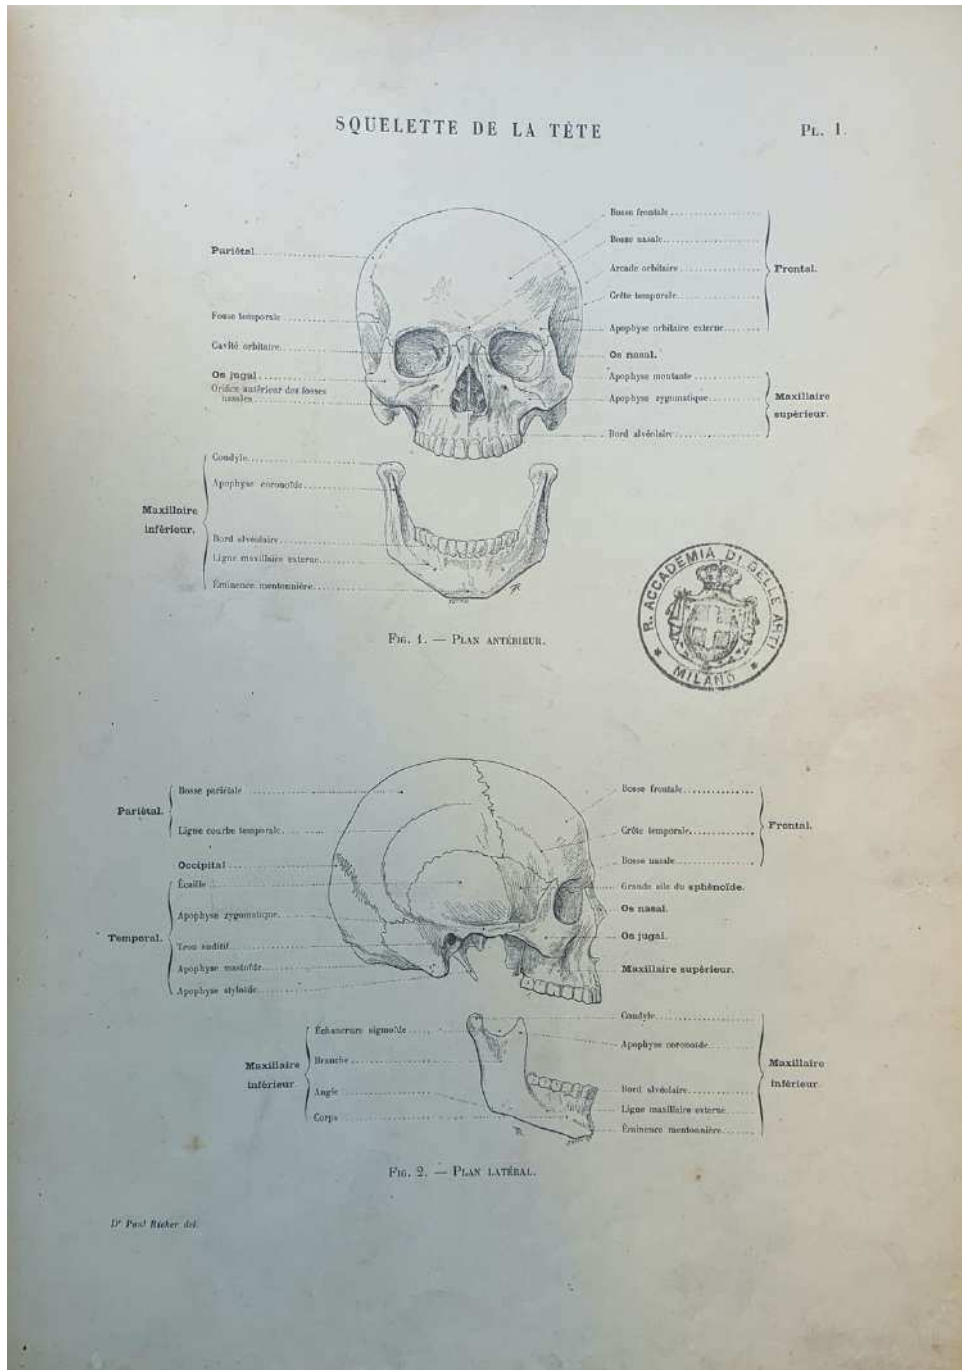 SQUELETTE DE LA TÊTE
PL. 1.
Pariétal
Fosse temporale
Cavité orbitaire
Os jugal
Orifice antérieur des fosses
nasales
Bosse frontale
Bosse nasale
Arcade orbitaire
Crête temporale
Apophyse orbitaire externe
Frontal.
Os nasal.
Apophyse montante
Apophyse zygomatique
Bord alvéolaire
Maxillaire
supérieur.
Maxillaire
inférieur.
Condyle
Apophyse coronoïde
Bord alvéolaire
Ligne maxillaire externe
Éminence mentonnière
R. ACCADEMIA DI BELLE ARTI
MILANO
FIG. 1. — PLAN ANTÉRIEUR.
Pariétal.
Bosse pariétale
Ligne courbe temporale
Occipital
Temporal.
Écaille
Apophyse zygomatique
Trou auditif
Apophyse mastoïde
Apophyse styloïde
Bosse frontale
Crête temporale
Bosse nasale
Frontal.
Grande aile du sphénoïde.
Os nasal.
Os jugal.
Maxillaire supérieur.
Maxillaire
inférieur
Échancrure sigmoïde
Branche
Angle
Corps
Condyle
Apophyse coronoïde
Bord alvéolaire
Ligne maxillaire externe
Éminence mentonnière
Maxillaire
inférieur
FIG. 2. — PLAN LATÉRAL.
Dr Paul Richer del.